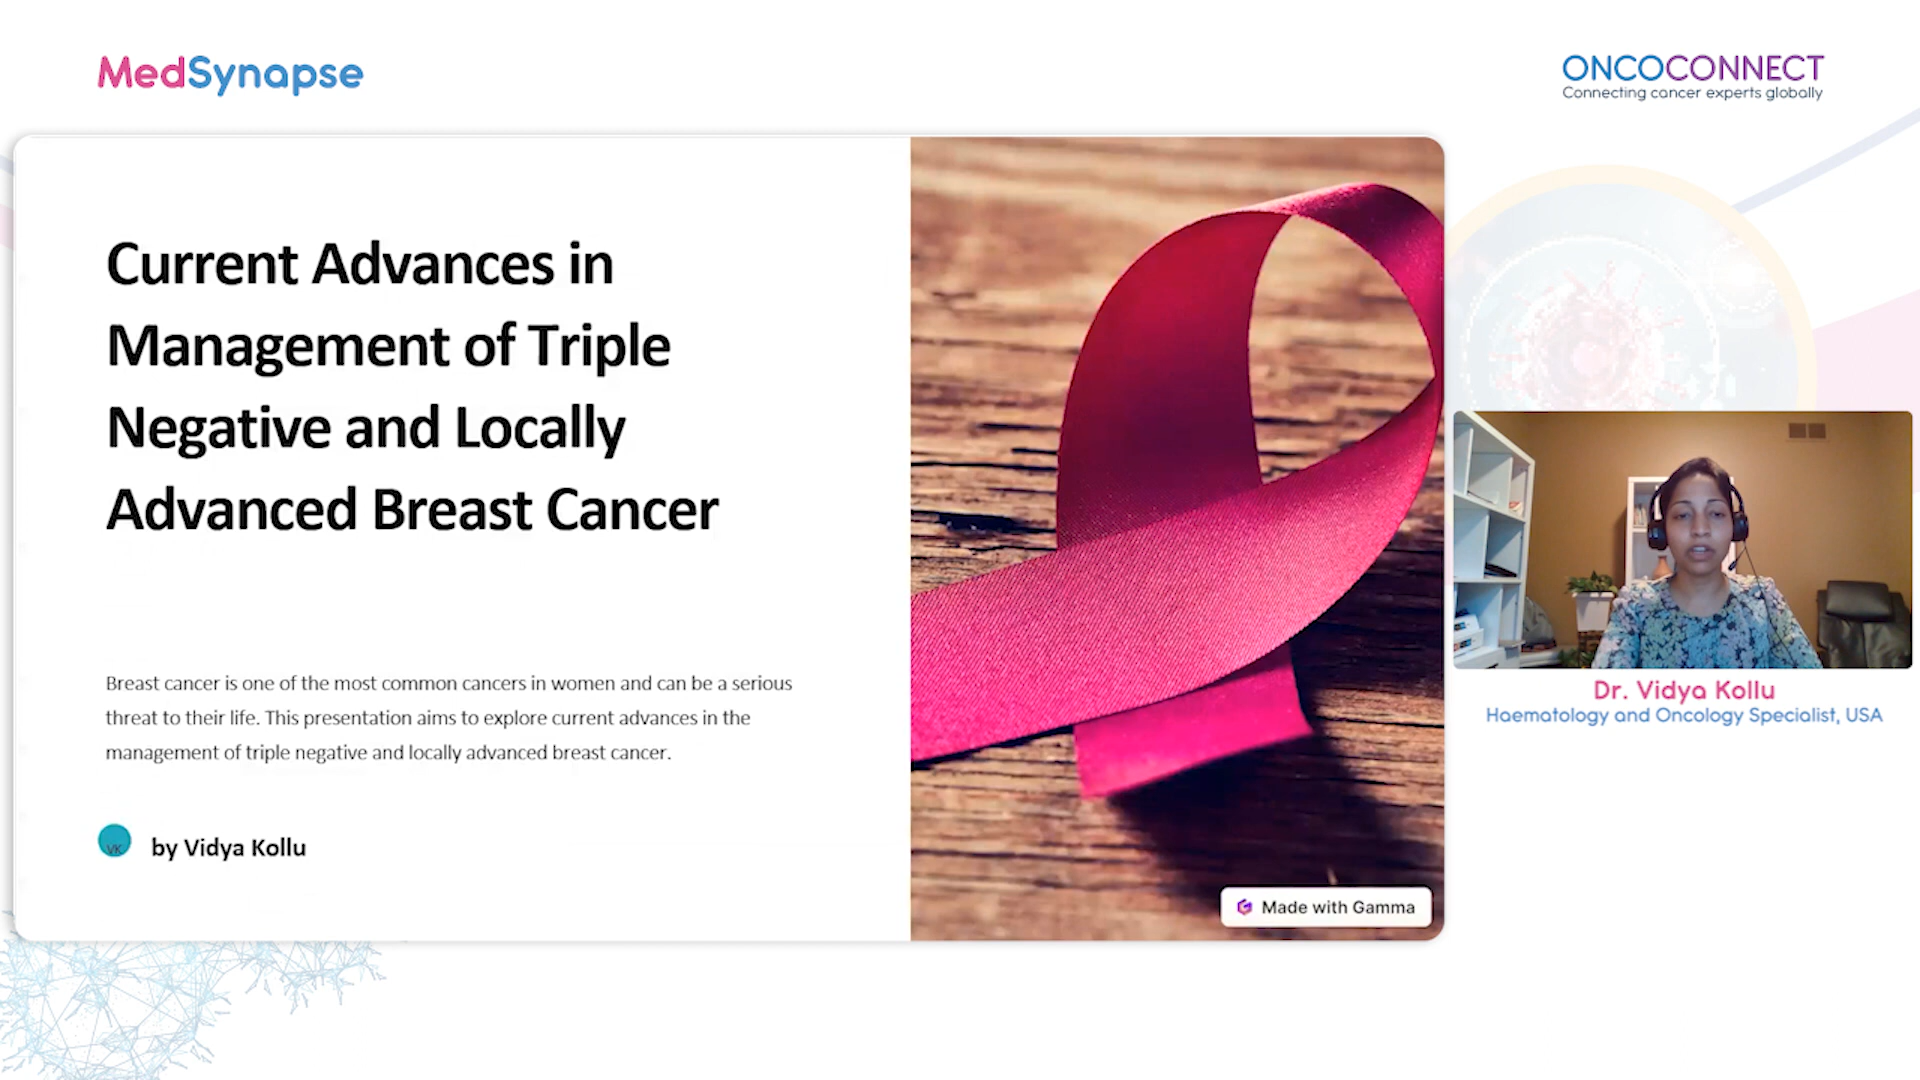 MedSynapse
ONCOCONNECT
Connecting cancer experts globally
Current Advances in
Management of Triple
Negative and Locally
Advanced Breast Cancer
Breast cancer is one of the most common cancers in women and can be a serious
threat to their life. This presentation aims to explore current advances in the
management of triple negative and locally advanced breast cancer.
VK
by Vidya Kollu
Made with Gamma
Dr. Vidya Kollu
Haematology and Oncology Specialist, USA